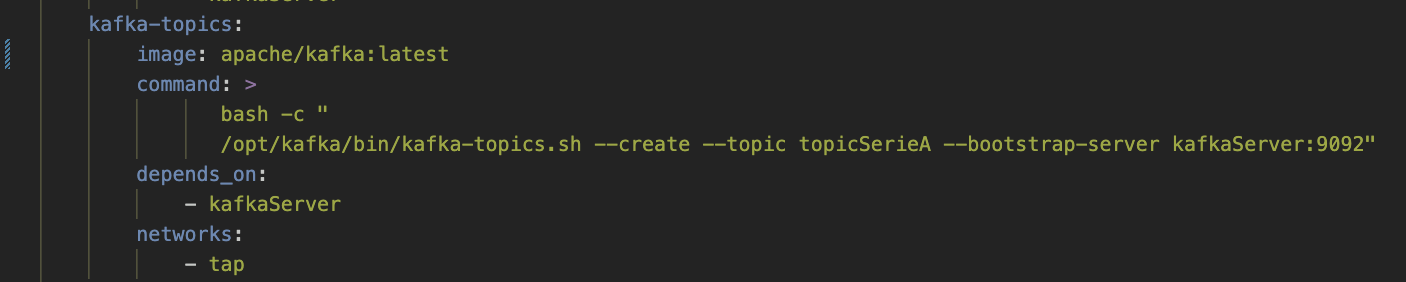 kafka-topics:
image: apache/kafka:latest
command: >
bash -c "
/opt/kafka/bin/kafka-topics.sh --create --topic topicSerieA --bootstrap-server kafkaServer:9092"
depends_on:
- kafkaServer
networks:
- tap